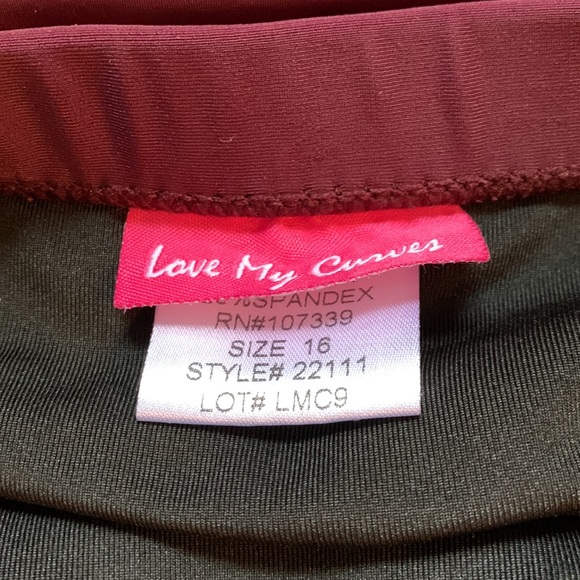 Love My Curves
%SPANDEX
RN#107339
SIZE 16
STYLE# 22111
LOT# LMC9